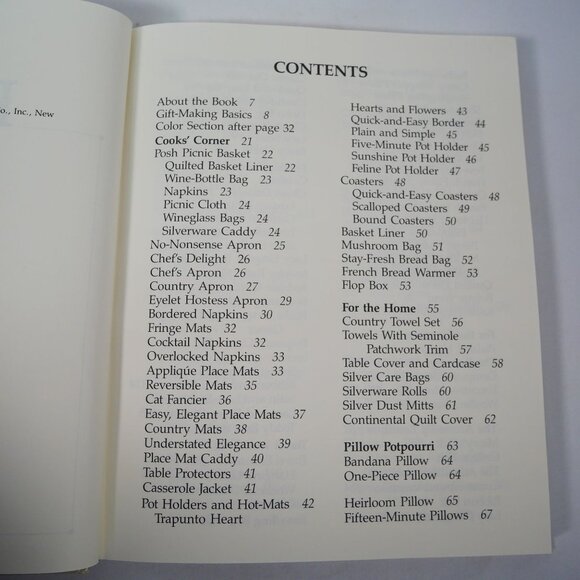 o., Inc., New
CONTENTS
About the Book 7
Gift-Making Basics 8
Color Section after page 32
Cooks' Corner 21
Posh Picnic Basket 22
Quilted Basket Liner 22
Wine-Bottle Bag 23
Napkins 23
Picnic Cloth 24
Wineglass Bags 24
Silverware Caddy 24
No-Nonsense Apron 25
Chef's Delight 26
Chef's Apron 26
Country Apron 27
Eyelet Hostess Apron 29
Bordered Napkins 30
Fringe Mats 32
Cocktail Napkins 32
Overlocked Napkins 33
Appliqúe Place Mats 33
Reversible Mats 35
Cat Fancier 36
Easy, Elegant Place Mats 37
Country Mats 38
Understated Elegance 39
Place Mat Caddy 40
Table Protectors 41
Casserole Jacket 41
Pot Holders and Hot-Mats 42
Trapunto Heart
Hearts and Flowers 43
Quick-and-Easy Border 44
Plain and Simple 45
Five-Minute Pot Holder 45
Sunshine Pot Holder 46
Feline Pot Holder 47
Coasters 48
Quick-and-Easy Coasters 48
Scalloped Coasters 49
Bound Coasters 50
Basket Liner 50
Mushroom Bag 51
Stay-Fresh Bread Bag 52
French Bread Warmer 53
Flop Box 53
For the Home 55
Country Towel Set 56
Towels With Seminole
Patchwork Trim 57
Table Cover and Cardcase 58
Silver Care Bags 60
Silverware Rolls 60
Silver Dust Mitts 61
Continental Quilt Cover 62
Pillow Potpourri 63
Bandana Pillow 64
One-Piece Pillow 64
Heirloom Pillow 65
Fifteen-Minute Pillows 67